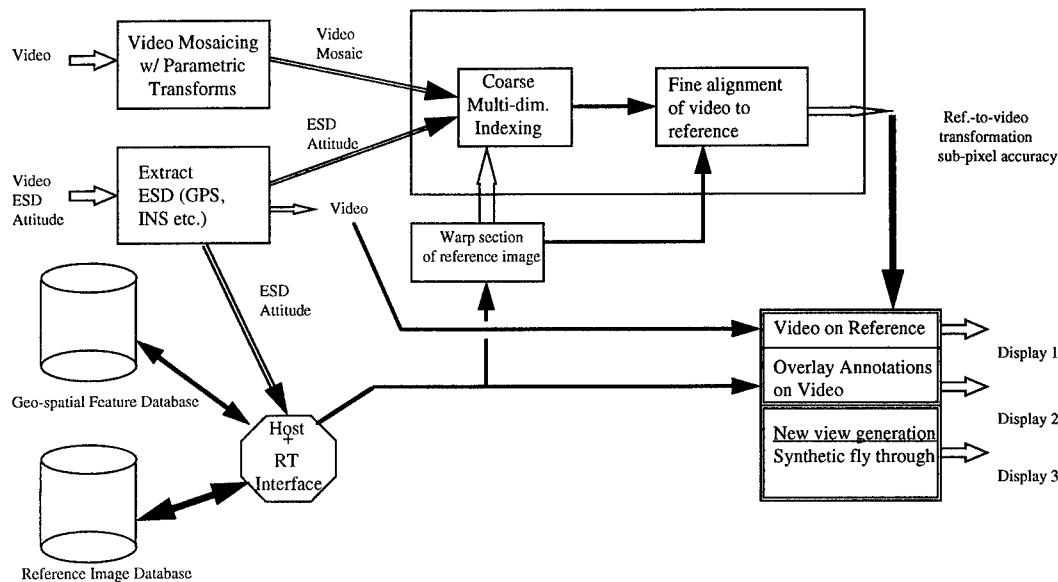 Video
Video Mosaicing
w/ Parametric
Transforms
Video
Mosaic
Coarse
Multi-dim.
Indexing
Fine alignment
of video to
reference
Ref.-to-video
transformation
sub-pixel accuracy
ESD
Attitude
Video
ESD
Attitude
Extract
ESD (GPS,
INS etc.)
Video
Warp section
of reference image
ESD
Attitude
Geo-spatial Feature Database
Host
+
RT
Interface
Reference Image Database
Video on Reference
Display 1
Overlay Annotations
on Video
Display 2
New view generation
Synthetic fly through
Display 3